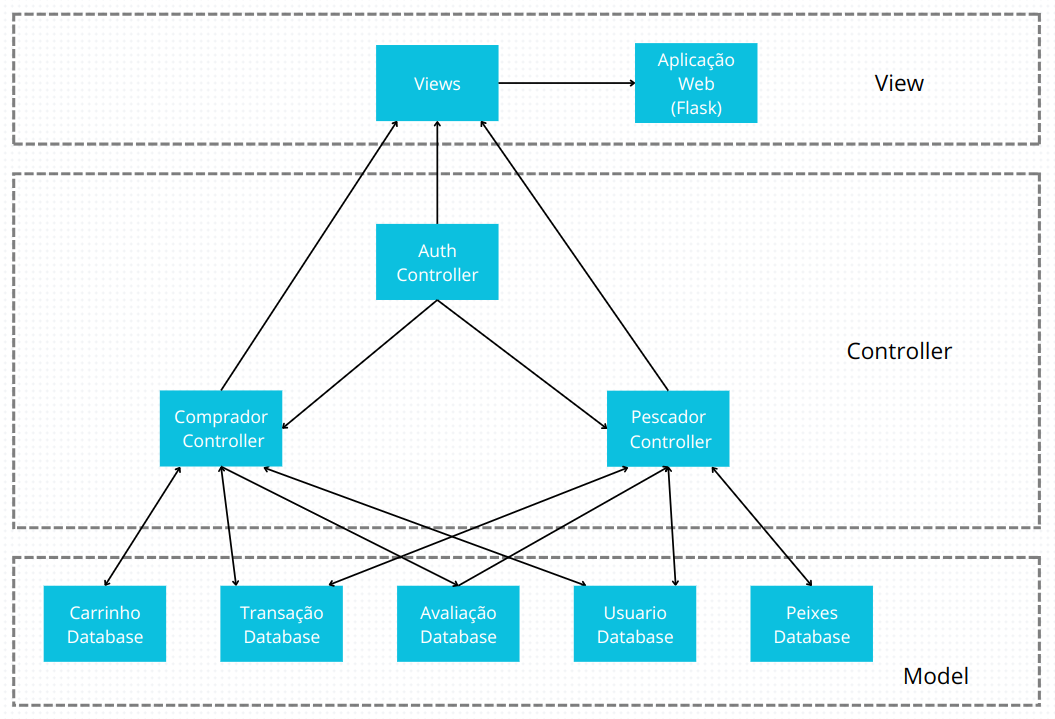 Views
Aplicação
Web
(Flask)
View
Auth
Controller
Controller
Comprador
Controller
Pescador
Controller
Carrinho
Database
Transação
Database
Avaliação
Database
Usuario
Database
Peixes
Database
Model